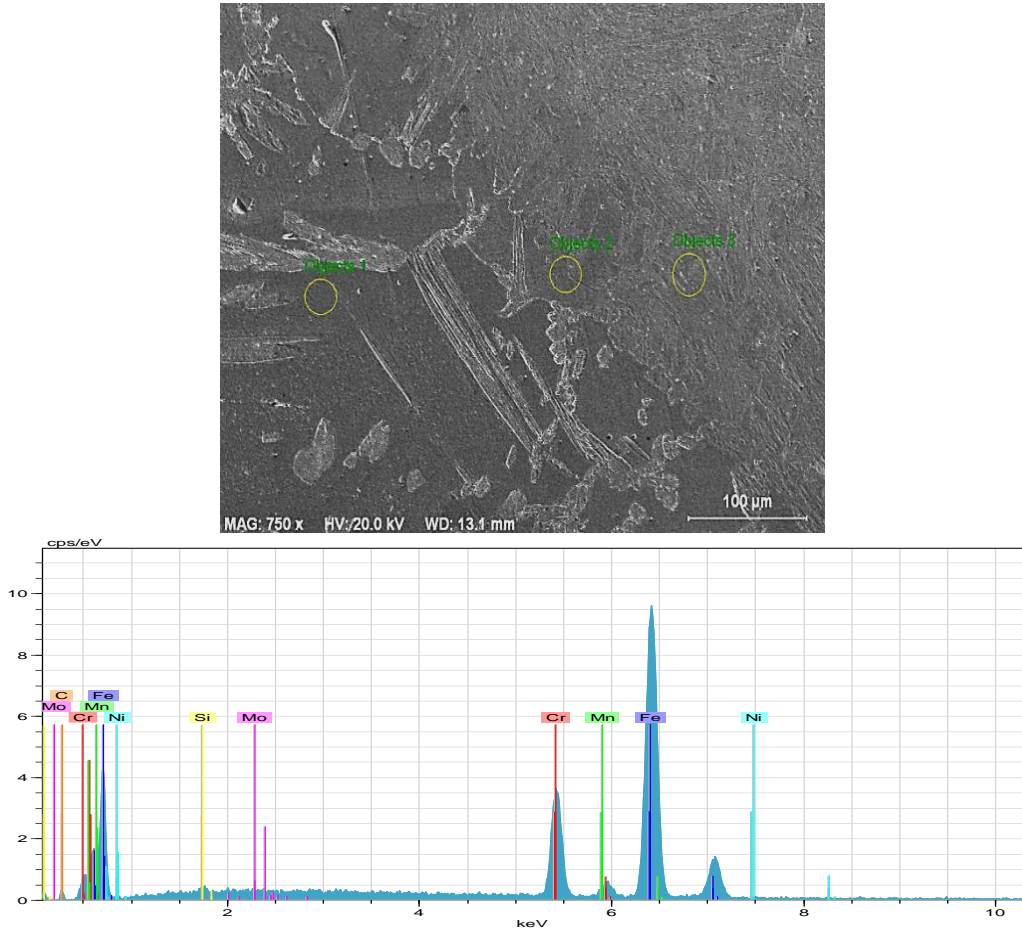 Objects 1
Objects 2
Objects 3
100 µm
MAG: 750 x HV: 20.0 kV WD: 13.1 mm
cps/eV
10
8
6
4
2
0
C Fe
Mo Mn
Cr Ni Si Mo Cr Mn Fe Ni
2 4 6 8 10
keV